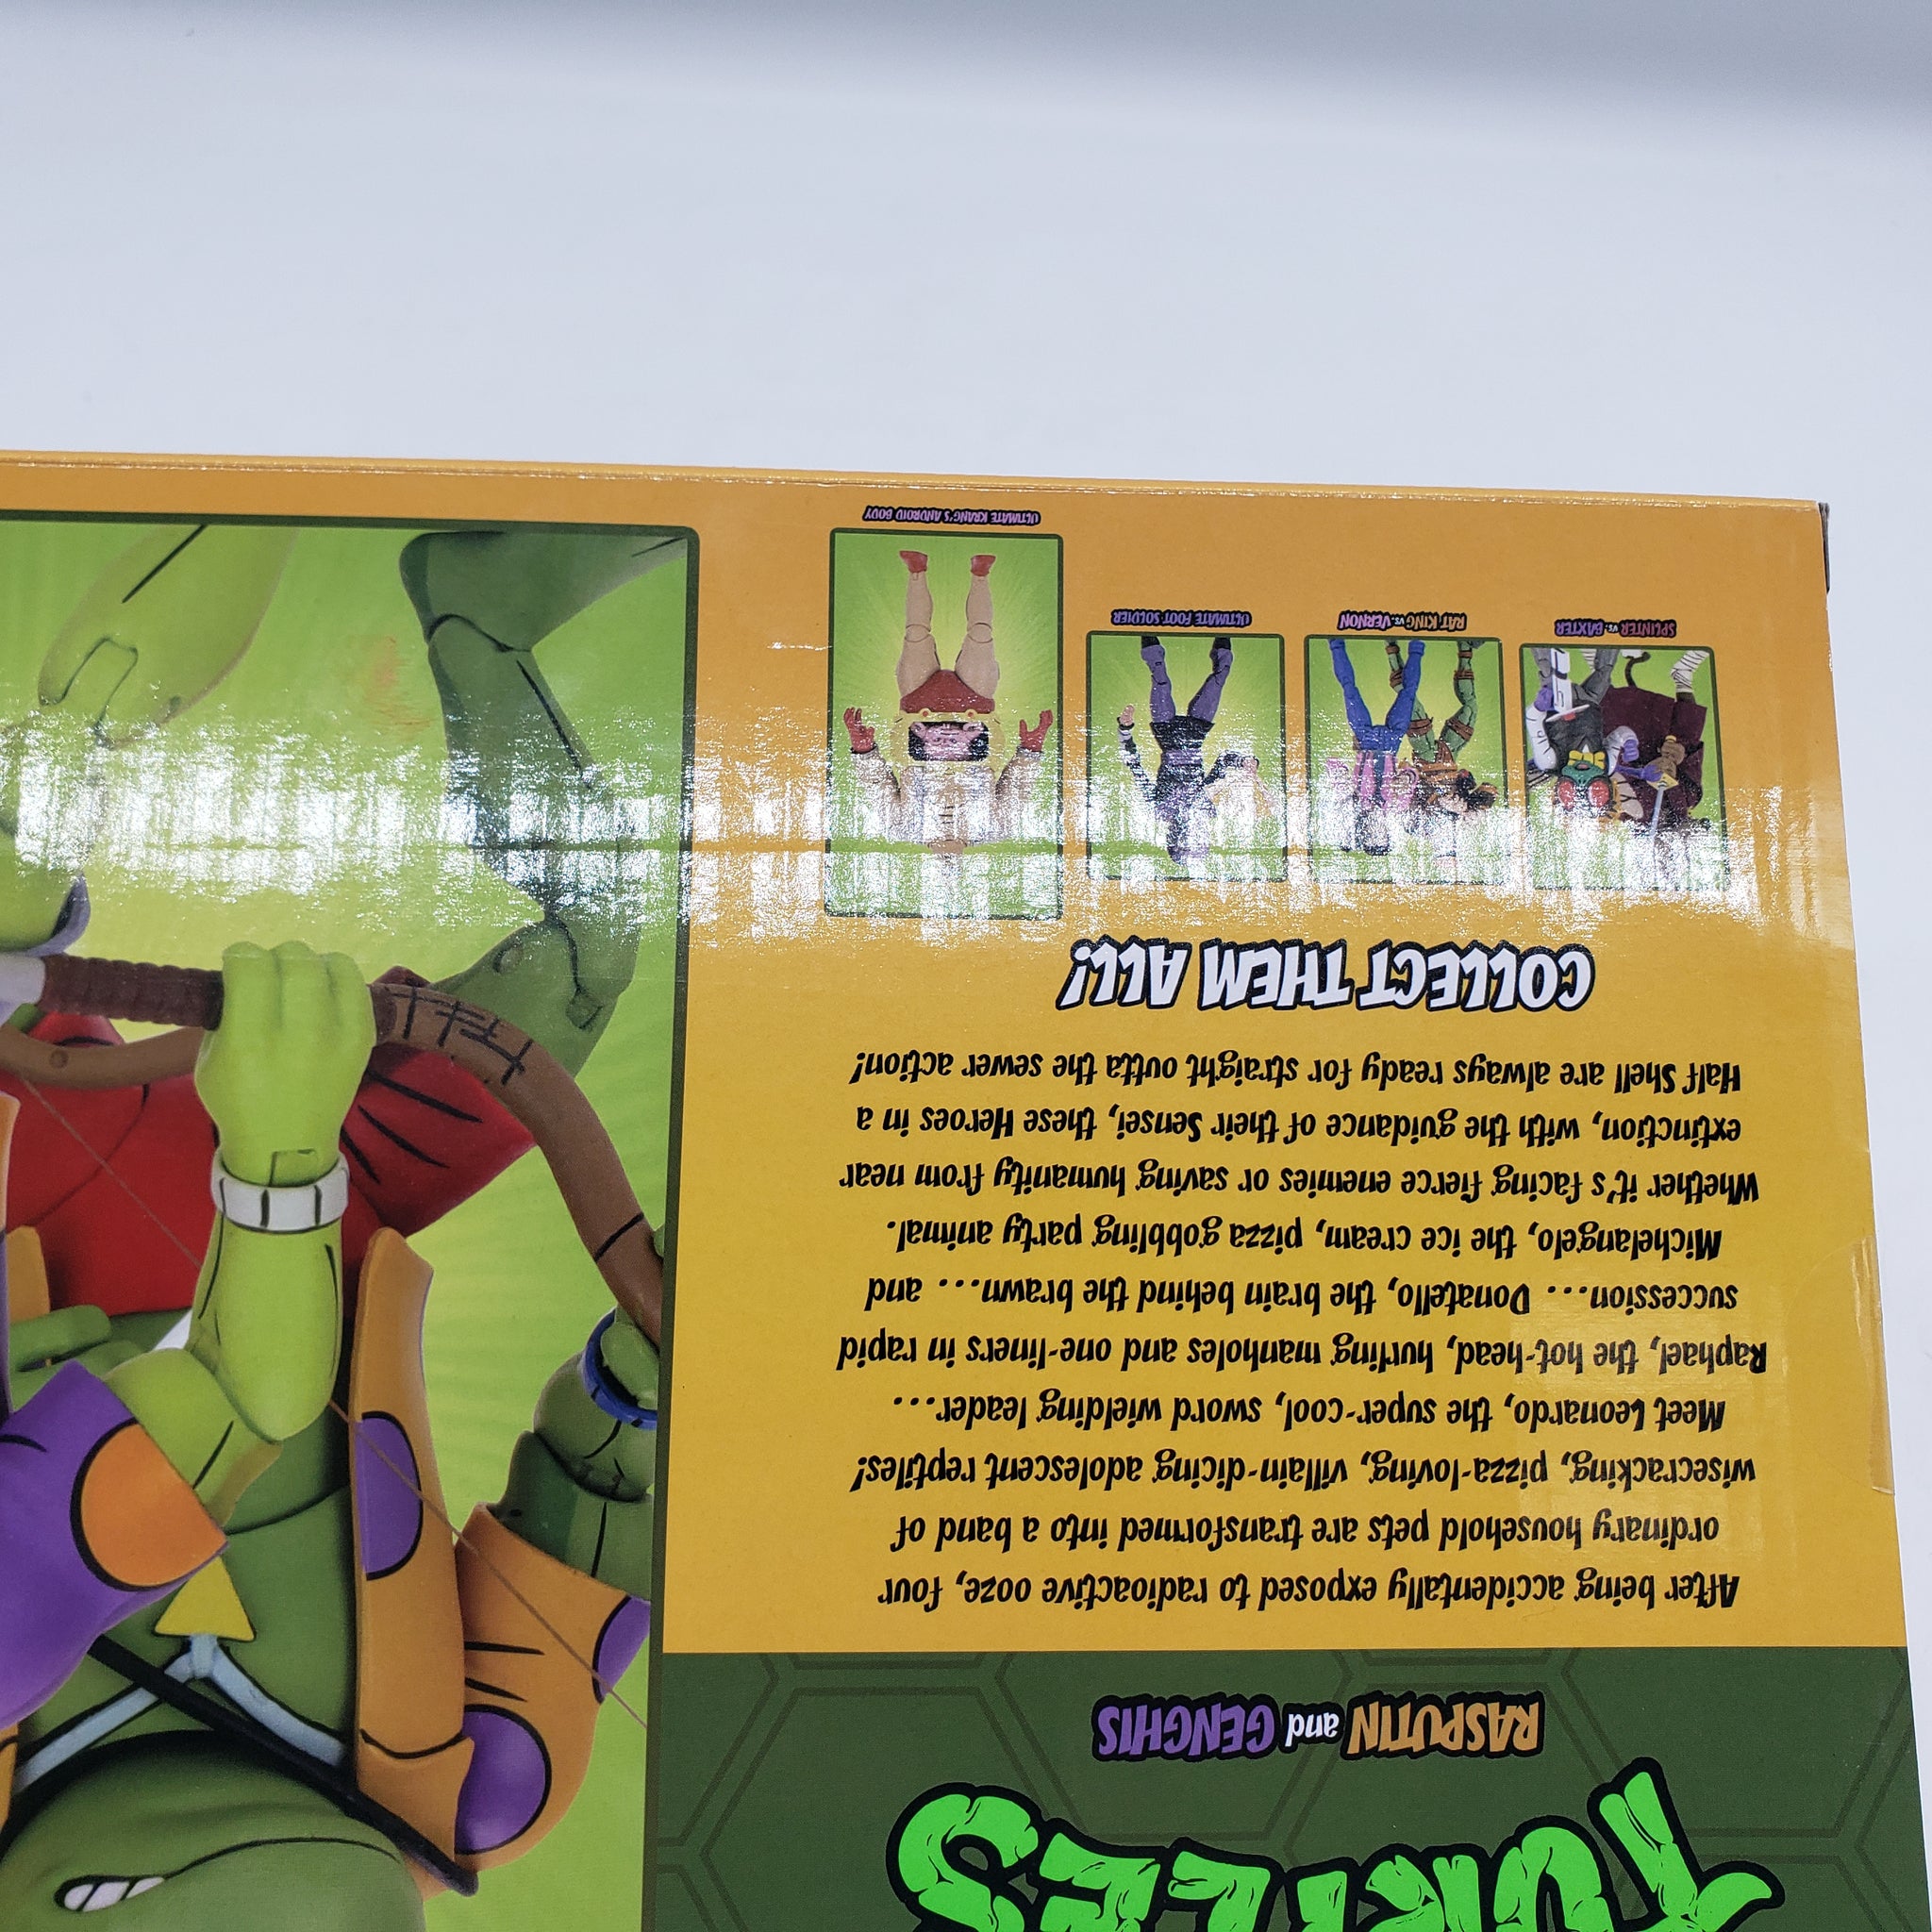 TURTLES
RASPUTIN and GENGHIS
After being accidentally exposed to radioactive ooze, four
ordinary household pets are transformed into a band of
wisecracking, pizza-loving, villain-dicing adolescent reptiles!
Meet Leonardo, the super-cool, sword wielding leader...
Raphael, the hot-head, hurling manholes and one-liners in rapid
succession... Donatello, the brain behind the brawn... and
Michelangelo, the ice cream, pizza gobbling party animal.
Whether it's facing fierce enemies or saving humanity from near
extinction, with the guidance of their Sensei, these Heroes in a
Half Shell are always ready for straight outta the sewer action!
COLLECT THEM ALL!
SPLINTER vs. BAXTER
RAT KING vs. VERNON
ULTIMATE FOOT SOLDIER
ULTIMATE KRANG'S ANDROID BODY